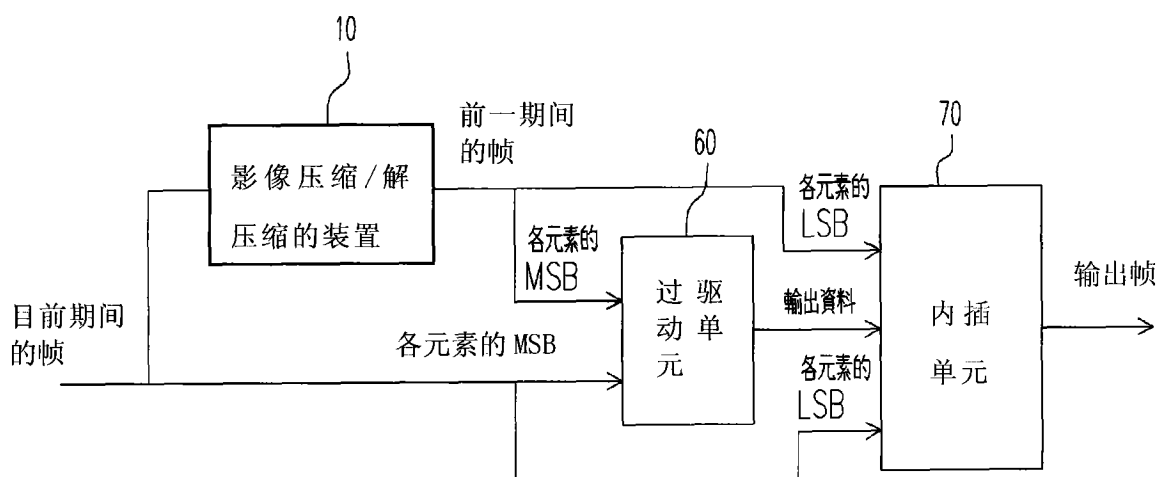 10
影像压缩/解
压缩的装置
前一期间
的帧
60
70
各元素的
LSB
各元素的
MSB
过 驱
动 单
元
輸出資料
内插
单元
输出帧
目前期间
的帧
各元素的 MSB
各元素的
LSB